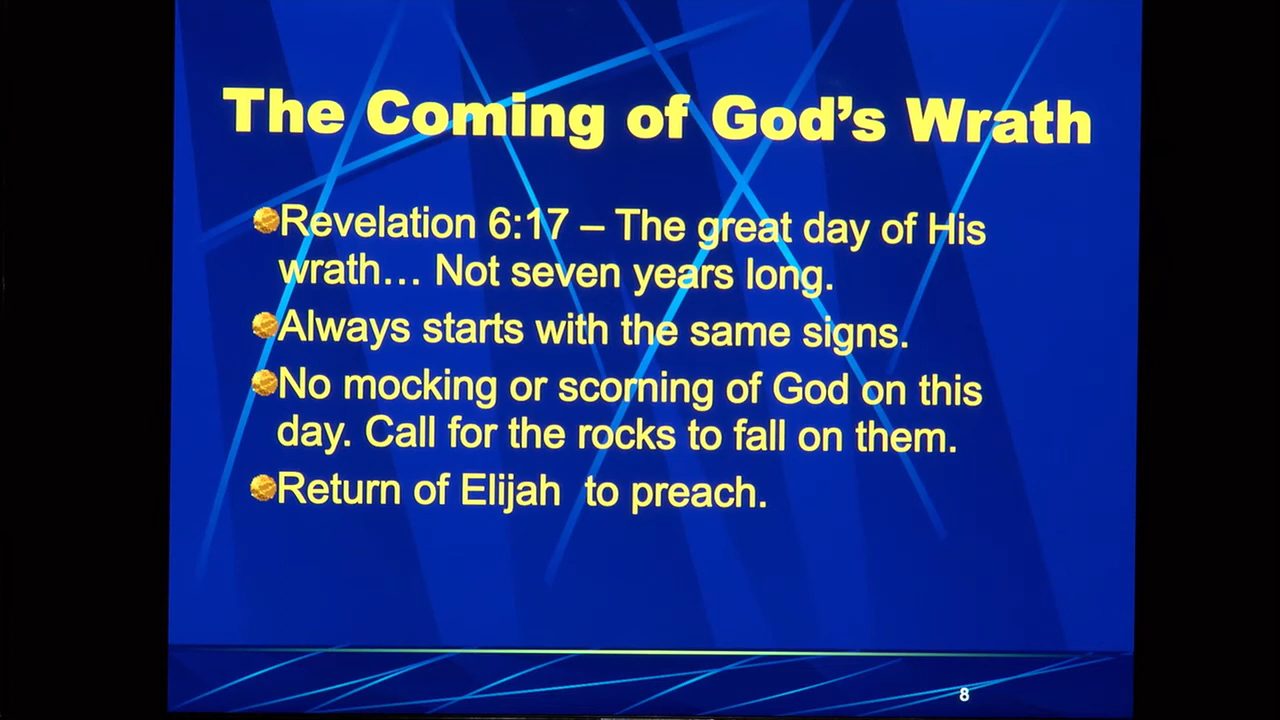 The Coming of God’s Wrath
Revelation 6:17 – The great day of His
wrath… Not seven years long.
Always starts with the same signs.
No mocking or scorning of God on this
day. Call for the rocks to fall on them.
Return of Elijah  to preach.
8